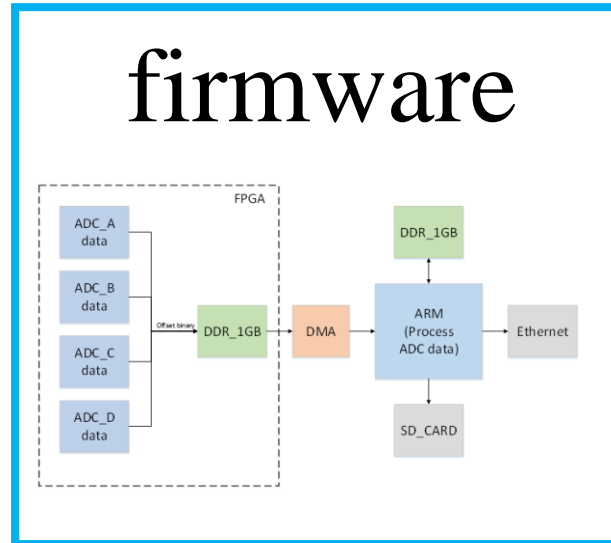 firmware
FPGA
ADC_A
data
ADC_B
data
ADC_C
data
ADC_D
data
Offset binary
DDR_1GB
DMA
DDR_1GB
ARM
(Process
ADC data)
Ethernet
SD_CARD